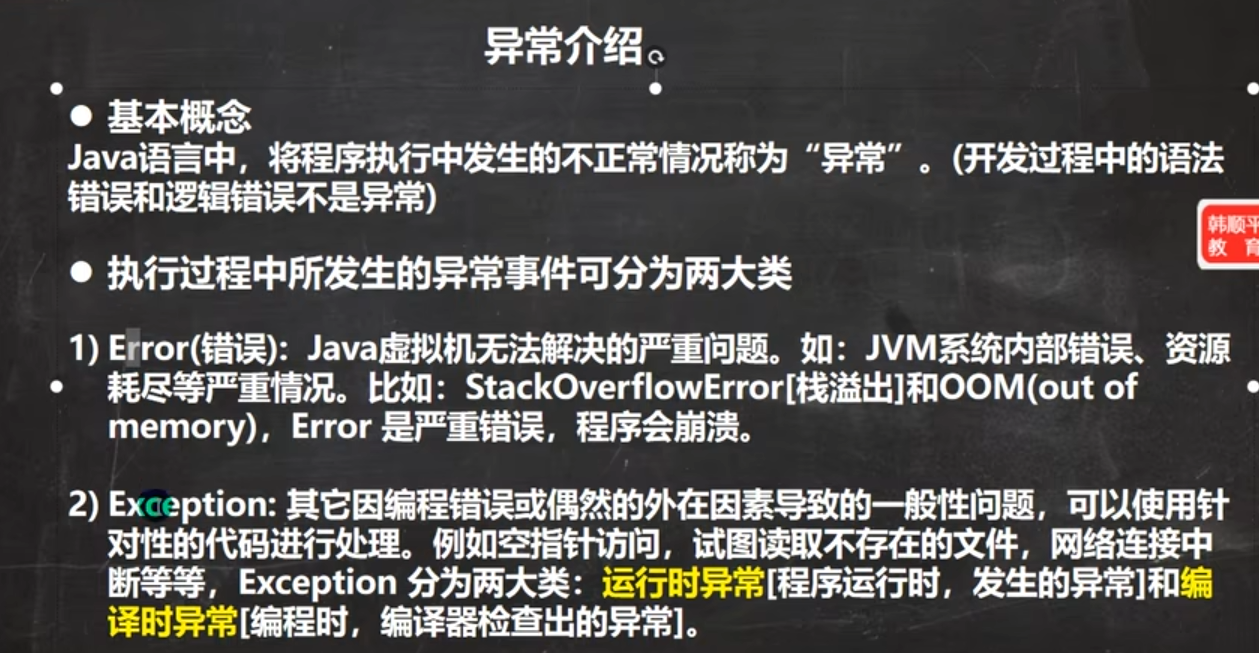 异常介绍
● 基本概念
Java语言中，将程序执行中发生的不正常情况称为“异常”。(开发过程中的语法
错误和逻辑错误不是异常)
韩顺平
教 育
● 执行过程中所发生的异常事件可分为两大类
1) Error(错误)：Java虚拟机无法解决的严重问题。如：JVM系统内部错误、资源
耗尽等严重情况。比如：StackOverflowError[栈溢出]和OOM(out of
memory)，Error 是严重错误，程序会崩溃。
2) Exception: 其它因编程错误或偶然的外在因素导致的一般性问题，可以使用针
对性的代码进行处理。例如空指针访问，试图读取不存在的文件，网络连接中
断等等，Exception 分为两大类：运行时异常[程序运行时，发生的异常]和编
译时异常[编程时，编译器检查出的异常]。